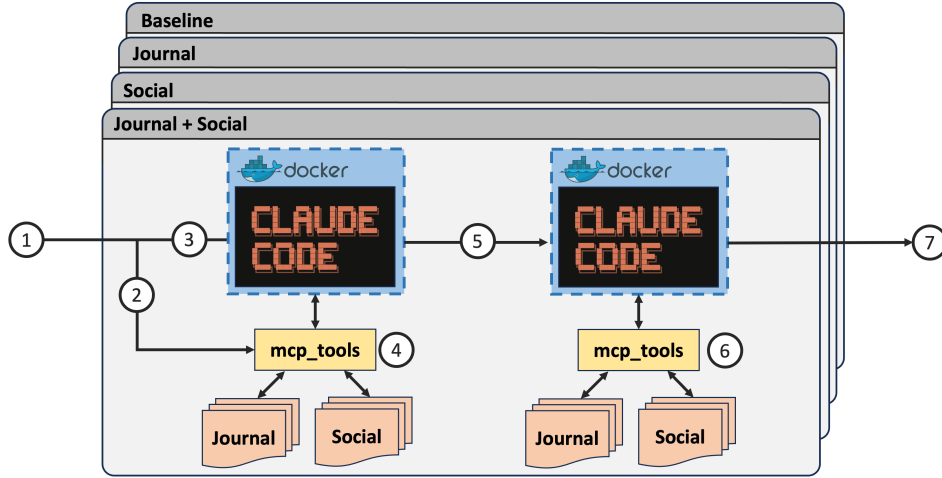 Baseline
Journal
Social
Journal + Social
docker
docker
CLAUDE
CODE
CLAUDE
CODE
1
3
5
7
2
mcp_tools
4
mcp_tools
6
Journal
Social
Journal
Social